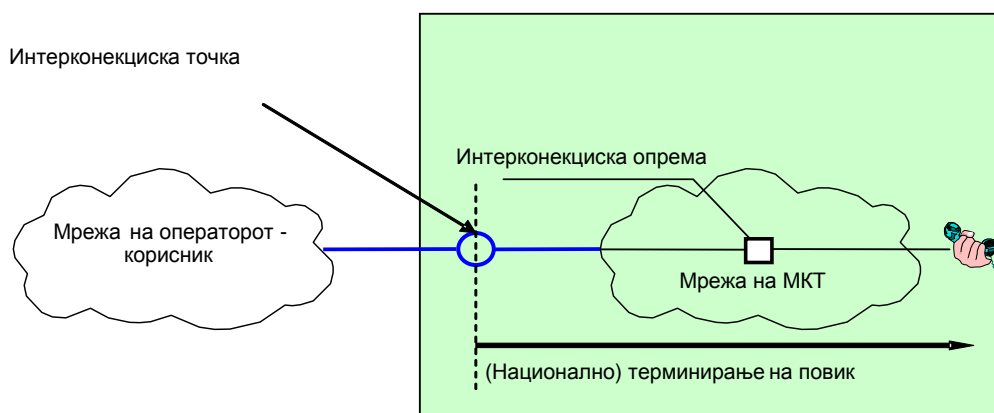 Интерконекциска точка
Интерконекциска опрема
Мрежа на операторот -
корисник
Мрежа на МКТ
(Национално) терминирање на повик